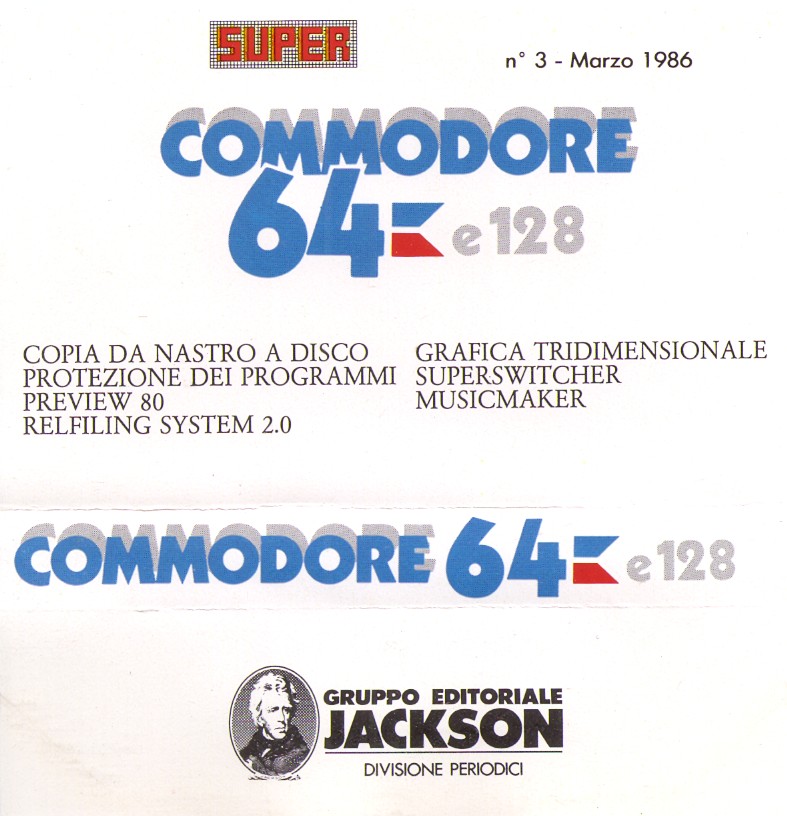 SUPER
n° 3 - Marzo 1986
COMMODORE
64 e 128
COPIA DA NASTRO A DISCO
PROTEZIONE DEI PROGRAMMI
PREVIEW 80
RELFILING SYSTEM 2.0
GRAFICA TRIDIMENSIONALE
SUPERSWITCHER
MUSICMAKER
COMMODORE 64 e 128
GRUPPO EDITORIALE
JACKSON
DIVISIONE PERIODICI